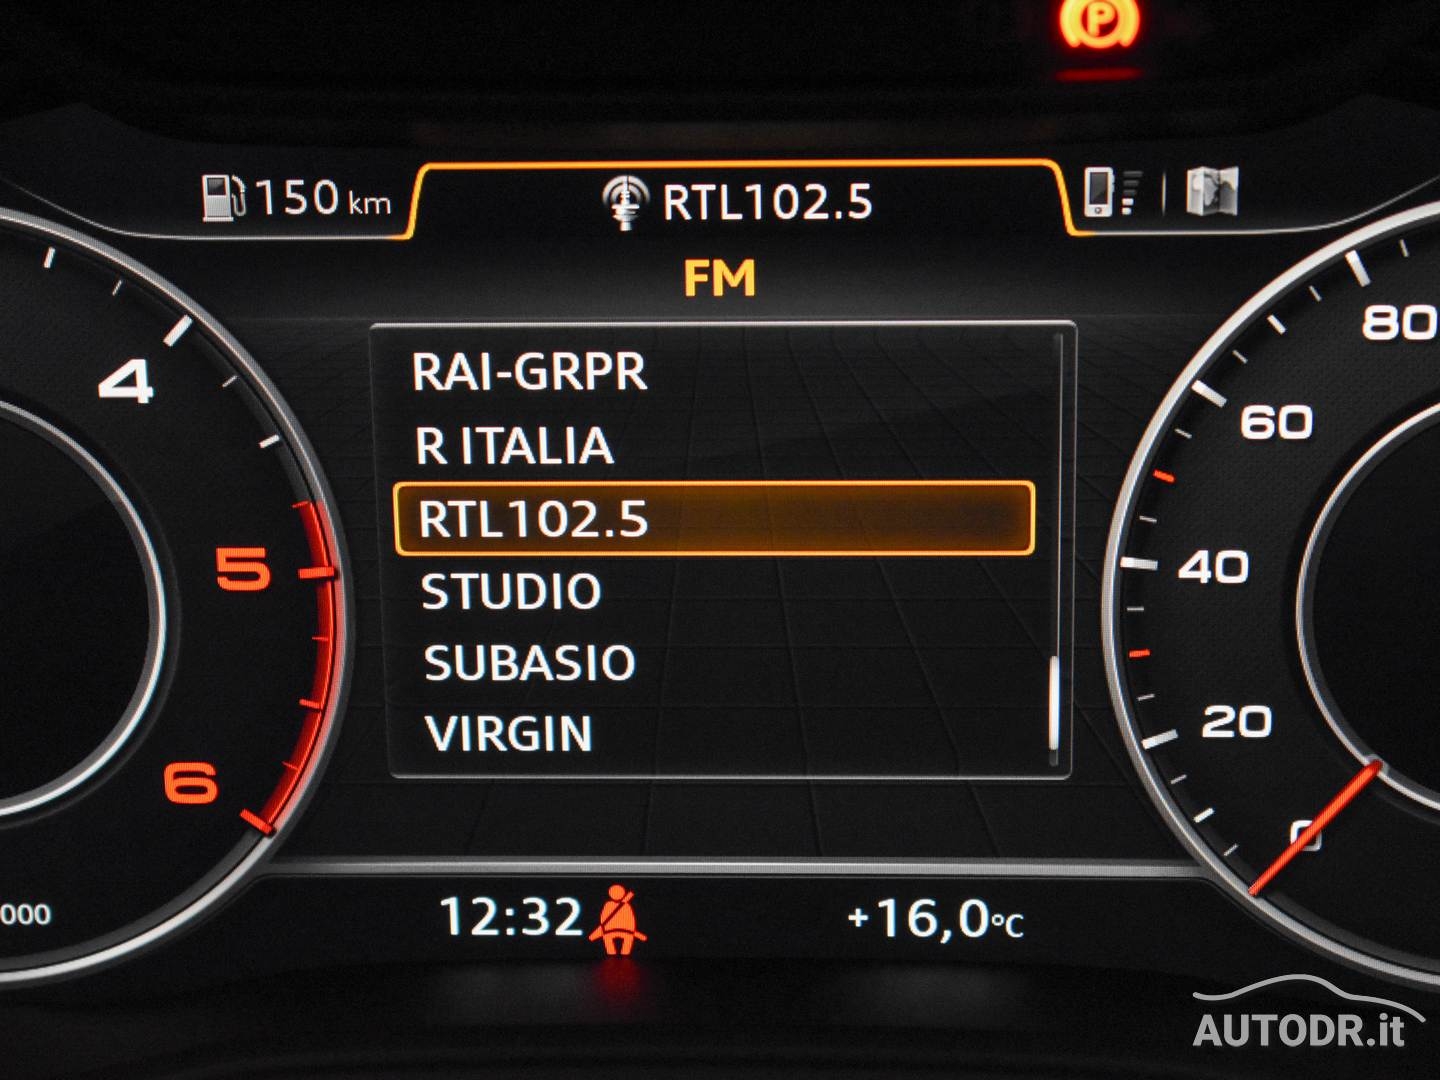 P
150 km
RTL102.5
FM
RAI-GRPR
R ITALIA
RTL102.5
STUDIO
SUBASIO
VIRGIN
4
5
6
000
80
60
40
20
0
12:32
+16,0°C
AUTODR.it